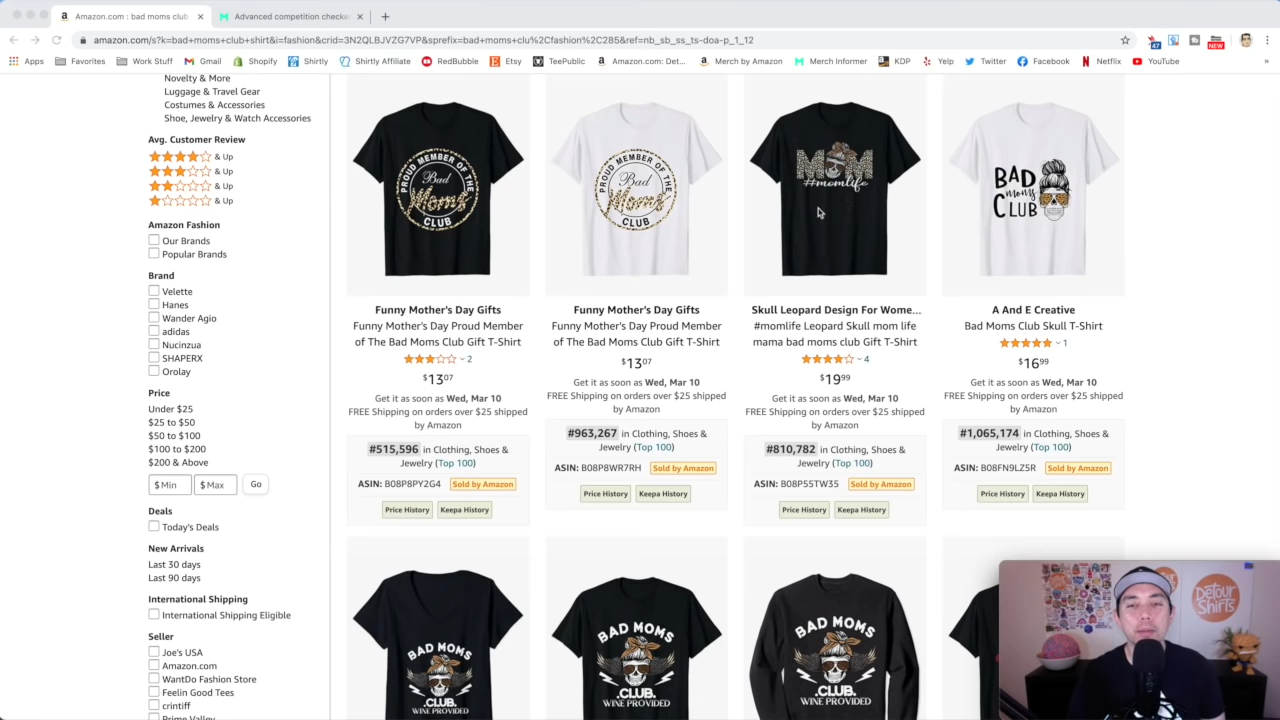 Amazon.com : bad moms club
Advanced competition checke
amazon.com/s?k=bad+moms+club+shirt&i=fashion&crid=3N2QLBJVZG7VP&sprefix=bad+moms+clu%2Cfashion%2C285&ref=nb_sb_ss_ts-doa-p_1_12
47
NEW
Apps Favorites Work Stuff Gmail Shopify Shirtly Shirtly Affiliate RedBubble Etsy TeePublic Amazon.com: Det... Merch by Amazon Merch Informer KDP Yelp Twitter Facebook Netflix YouTube »
Novelty & More
Luggage & Travel Gear
Costumes & Accessories
Shoe, Jewelry & Watch Accessories
Avg. Customer Review
& Up
& Up
& Up
& Up
Amazon Fashion
Our Brands
Popular Brands
Brand
Velette
Hanes
Wander Agio
adidas
Nucinzua
SHAPERX
Orolay
Price
Under $25
$25 to $50
$50 to $100
$100 to $200
$200 & Above
$ Min $ Max Go
Deals
Today's Deals
New Arrivals
Last 30 days
Last 90 days
International Shipping
International Shipping Eligible
Seller
Joe's USA
Amazon.com
WantDo Fashion Store
Feelin Good Tees
crintiff
Prime Valley
PROUD MEMBER OF THE
Bad
Moms
CLUB
Funny Mother's Day Gifts
Funny Mother's Day Proud Member
of The Bad Moms Club Gift T-Shirt
2
$1307
Get it as soon as Wed, Mar 10
FREE Shipping on orders over $25 shipped
by Amazon
#515,596 in Clothing, Shoes &
Jewelry (Top 100)
ASIN: B08P8PY2G4 Sold by Amazon
Price History Keepa History
PROUD MEMBER OF THE
Bad
Moms
CLUB
Funny Mother's Day Gifts
Funny Mother's Day Proud Member
of The Bad Moms Club Gift T-Shirt
$1307
Get it as soon as Wed, Mar 10
FREE Shipping on orders over $25 shipped
by Amazon
#963,267 in Clothing, Shoes &
Jewelry (Top 100)
ASIN: B08P8WR7RH Sold by Amazon
Price History Keepa History
MOM
#momlife
Skull Leopard Design For Wome...
#momlife Leopard Skull mom life
mama bad moms club Gift T-Shirt
4
$1999
Get it as soon as Wed, Mar 10
FREE Shipping on orders over $25 shipped
by Amazon
#810,782 in Clothing, Shoes &
Jewelry (Top 100)
ASIN: B08P55TW35 Sold by Amazon
Price History Keepa History
BAD
moms
CLUB
A And E Creative
Bad Moms Club Skull T-Shirt
1
$1699
Get it as soon as Wed, Mar 10
FREE Shipping on orders over $25 shipped
by Amazon
#1,065,174 in Clothing, Shoes &
Jewelry (Top 100)
ASIN: B08FN9LZ5R Sold by Amazon
Price History Keepa History
BAD MOMS
.CLUB.
WINE PROVIDED
BAD MOMS
.CLUB.
WINE PROVIDED
BAD MOMS
.CLUB.
WINE PROVIDED
DETOUR
SHIRTS